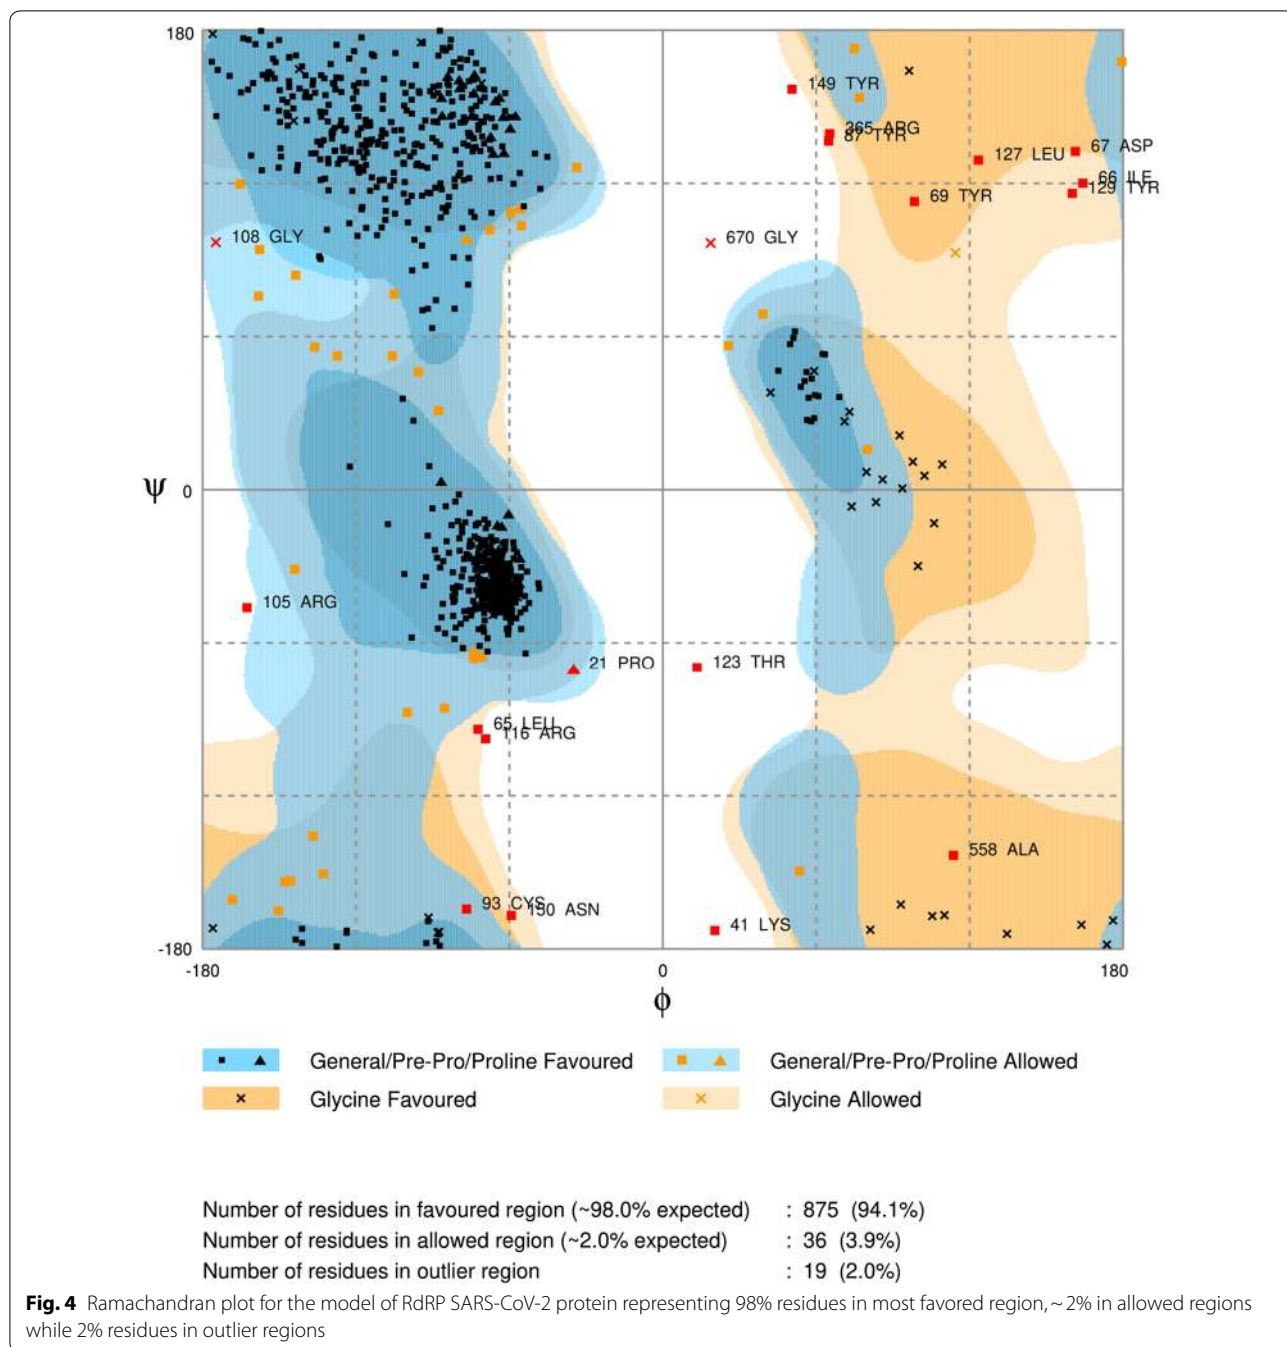 180
149 TYR
265 ARG
87 TYR
127 LEU
67 ASP
66 ILE
129 TYR
69 TYR
108 GLY
670 GLY
Ψ
0
105 ARG
21 PRO
123 THR
65 LEU
116 ARG
558 ALA
93 CYS
150 ASN
41 LYS
-180
-180
0
180
ϕ
General/Pre-Pro/Proline Favoured
General/Pre-Pro/Proline Allowed
Glycine Favoured
Glycine Allowed
Number of residues in favoured region (~98.0% expected) : 875 (94.1%)
Number of residues in allowed region (~2.0% expected) : 36 (3.9%)
Number of residues in outlier region : 19 (2.0%)
Fig. 4 Ramachandran plot for the model of RdRP SARS-CoV-2 protein representing 98% residues in most favored region, ~ 2% in allowed regions
while 2% residues in outlier regions